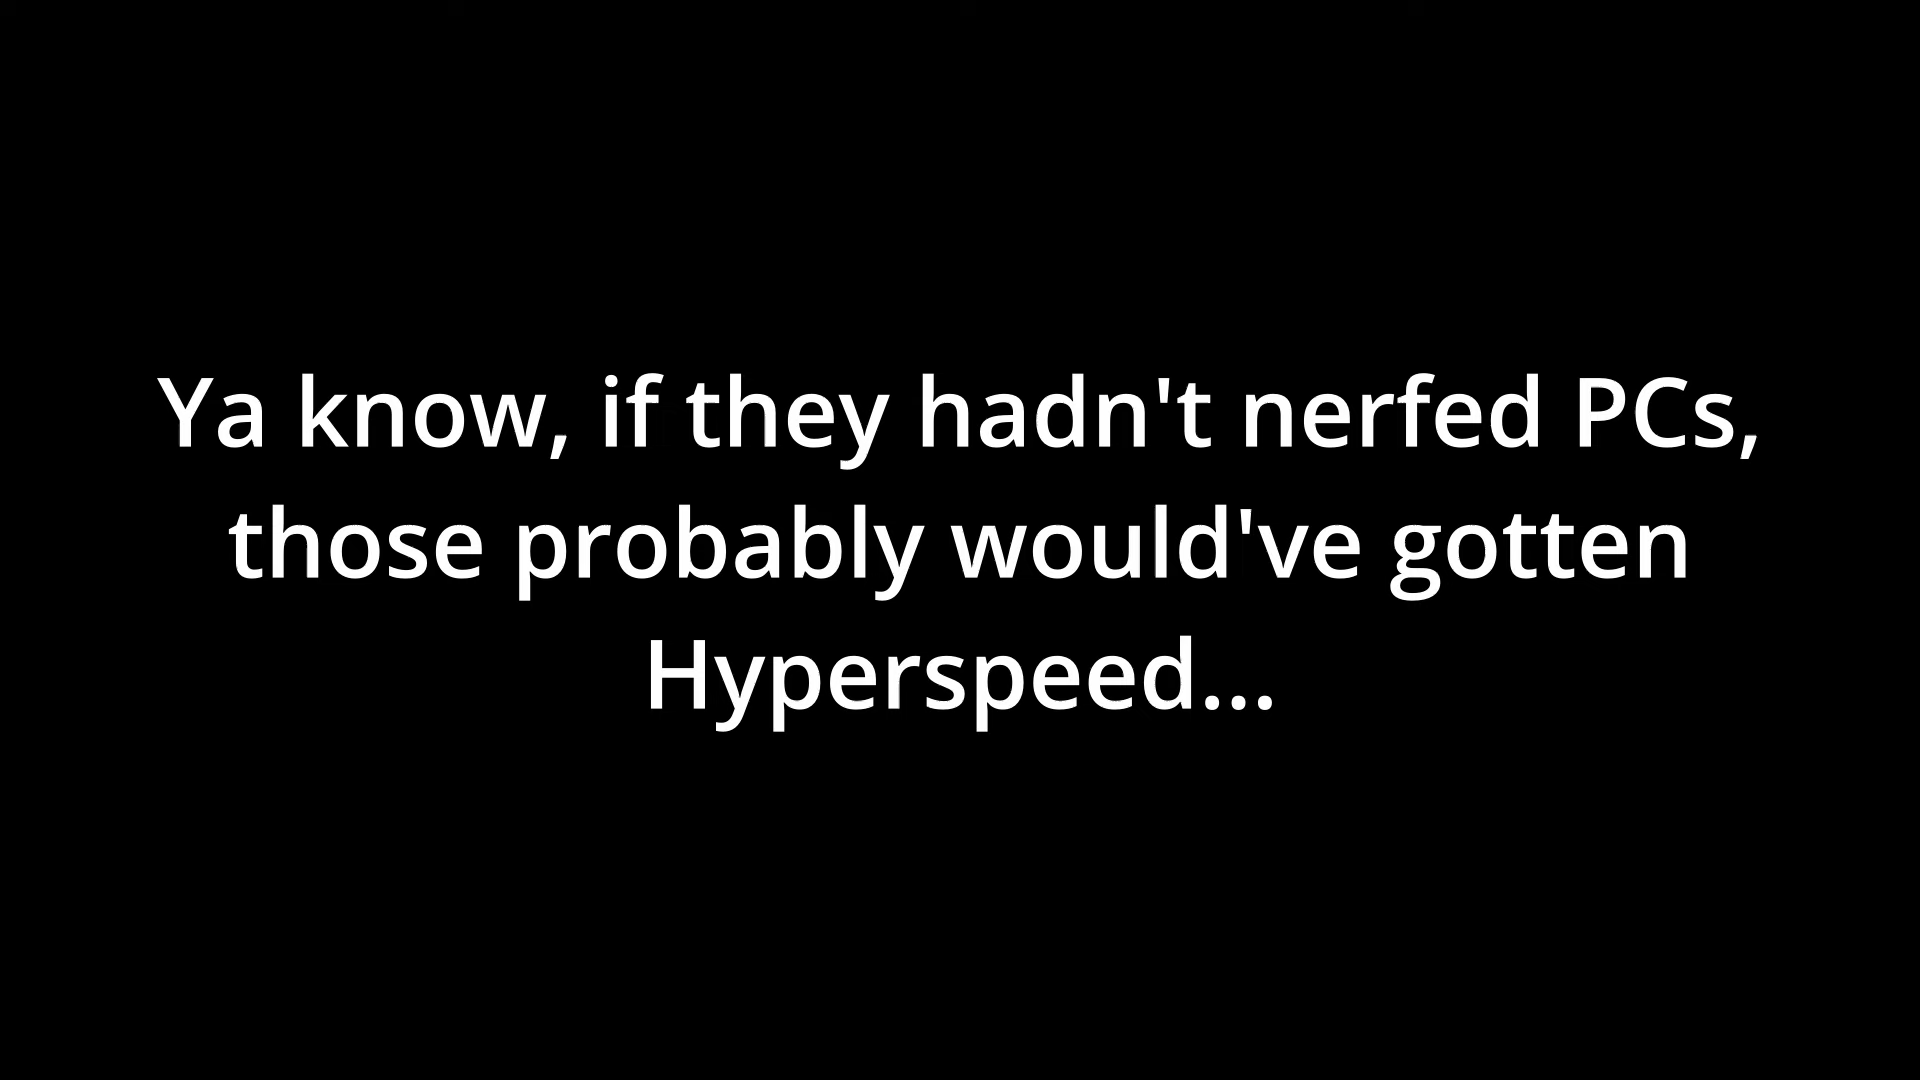 Ya know, if they hadn't nerfed PCs,
those probably would've gotten
Hyperspeed...